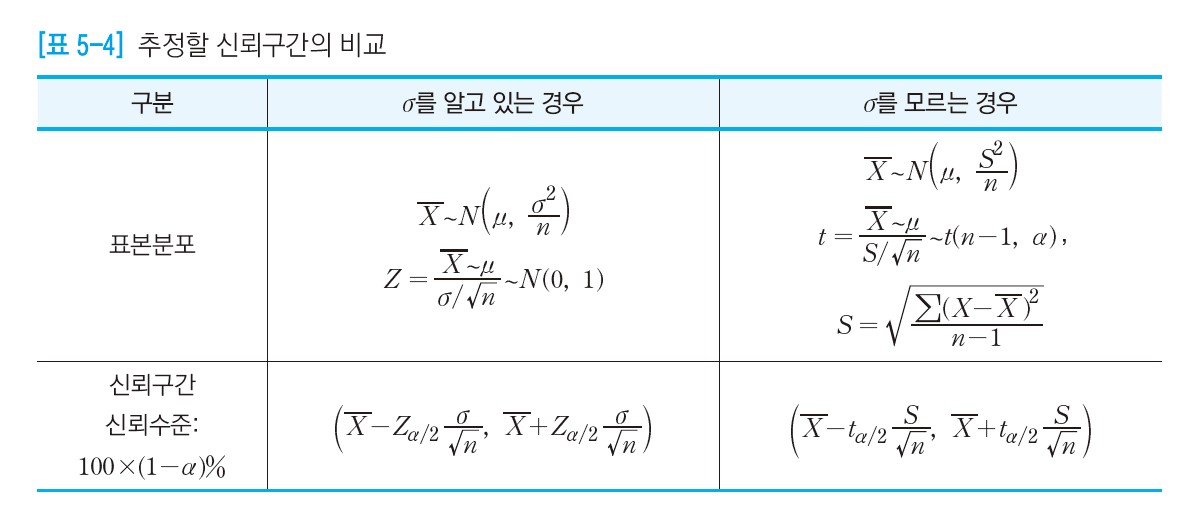 [표 5-4] 추정할 신뢰구간의 비교
구분 σ를 알고 있는 경우 σ를 모르는 경우
표본분포
X̅~N(μ, σ²/n)
Z = (X̅~μ)/(σ/√n) ~N(0, 1)
X̅~N(μ, S²/n)
t = (X̅~μ)/(S/√n) ~t(n-1, α),
S = √(∑(X-X̅)²/(n-1))
신뢰구간
신뢰수준:
100×(1-α)%
(X̅-Z_{α/2} σ/√n, X̅+Z_{α/2} σ/√n)
(X̅-t_{α/2} S/√n, X̅+t_{α/2} S/√n)